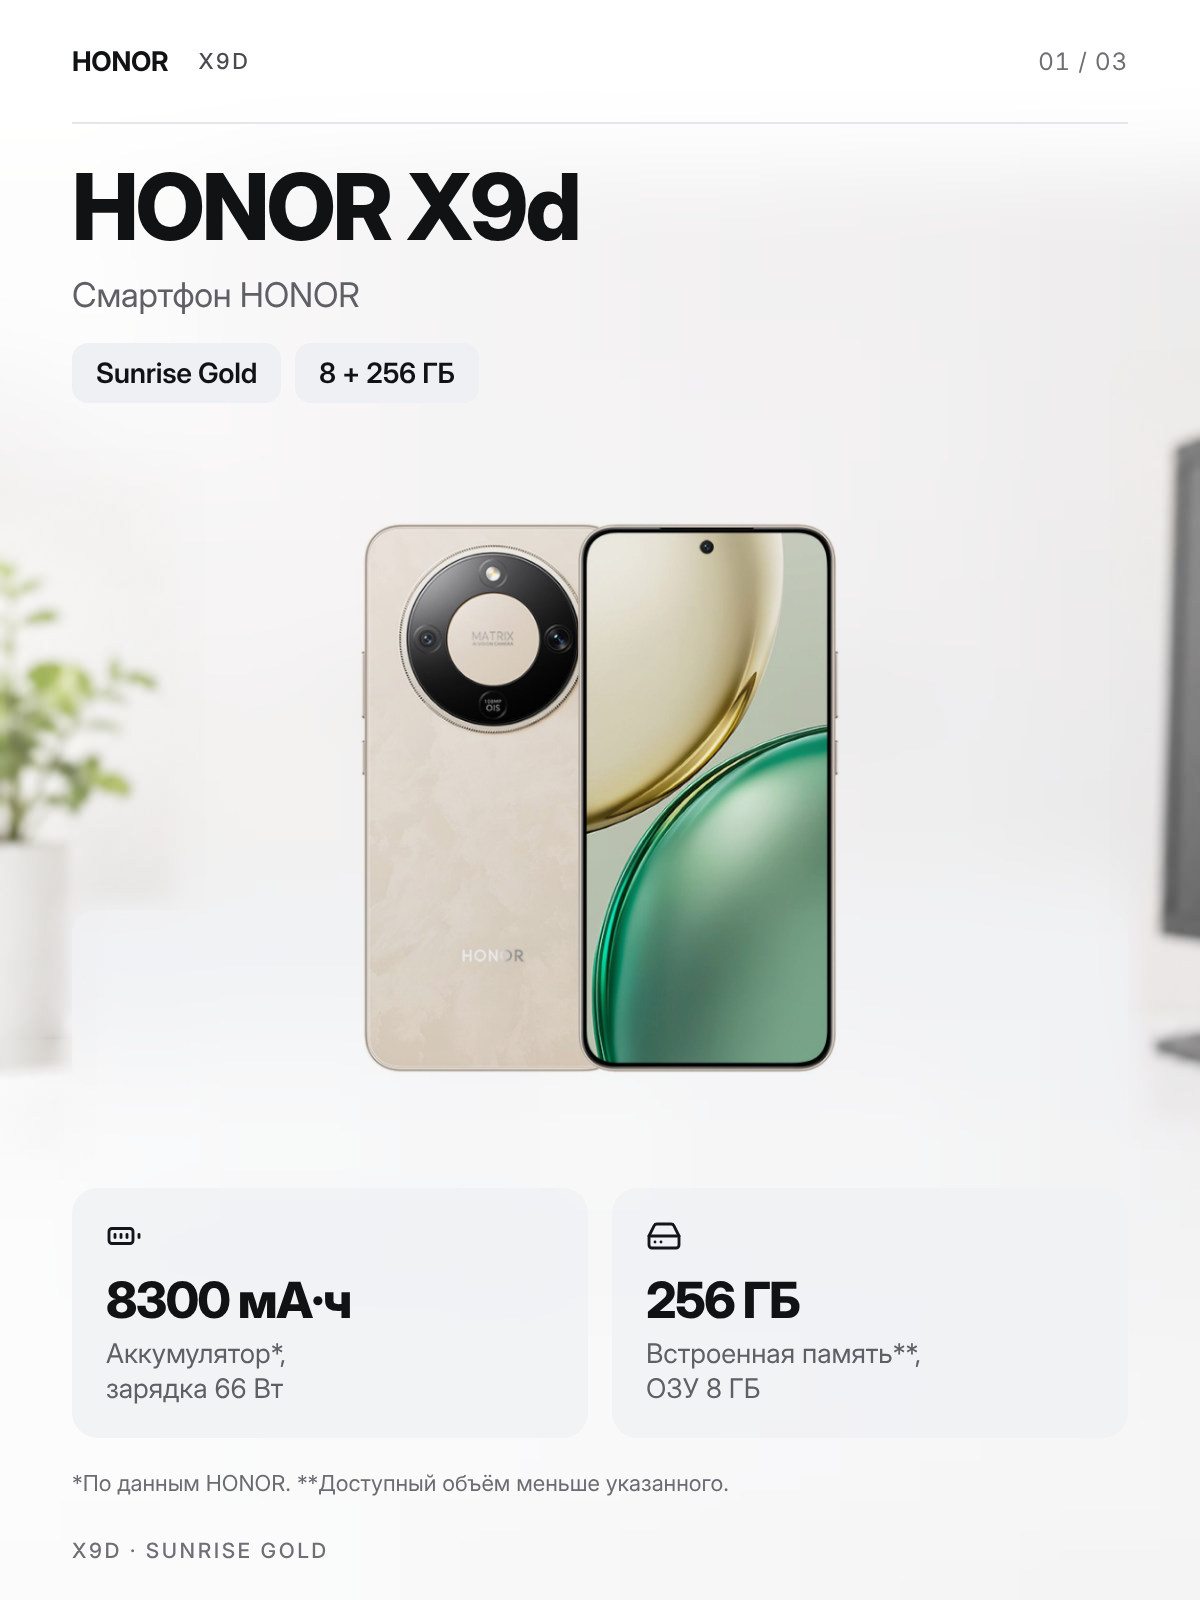 HONOR X9D 01 / 03
HONOR X9d
Смартфон HONOR
Sunrise Gold 8 + 256 ГБ
MATRIX
108MP
OIS
HONOR
8300 мА·ч
Аккумулятор*,
зарядка 66 Вт
256 ГБ
Встроенная память**,
ОЗУ 8 ГБ
*По данным HONOR. **Доступный объём меньше указанного.
X9D · SUNRISE GOLD